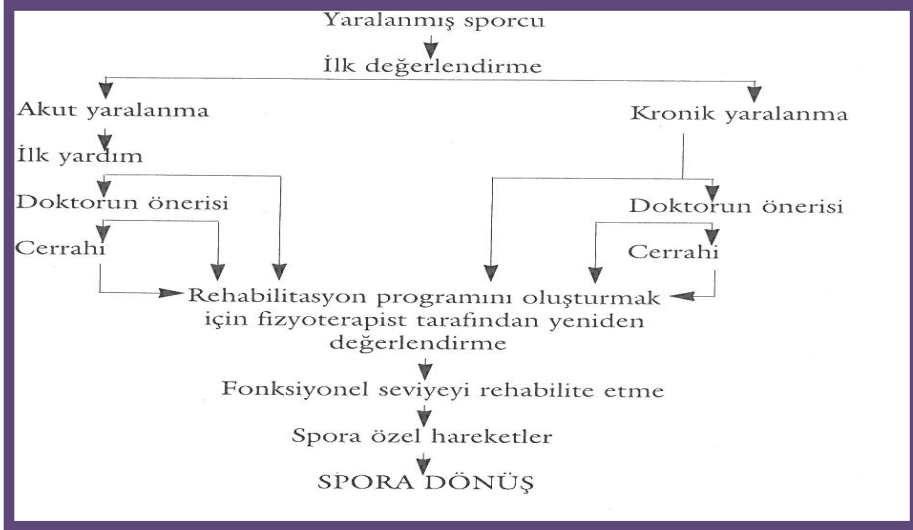 Yaralanmış sporcu
İlk değerlendirme
Akut yaralanma
Kronik yaralanma
İlk yardım
Doktorun önerisi
Doktorun önerisi
Cerrahi
Cerrahi
Rehabilitasyon programını oluşturmak
için fizyoterapist tarafından yeniden
değerlendirme
Fonksiyonel seviyeyi rehabilite etme
Spora özel hareketler
SPORA DÖNÜŞ